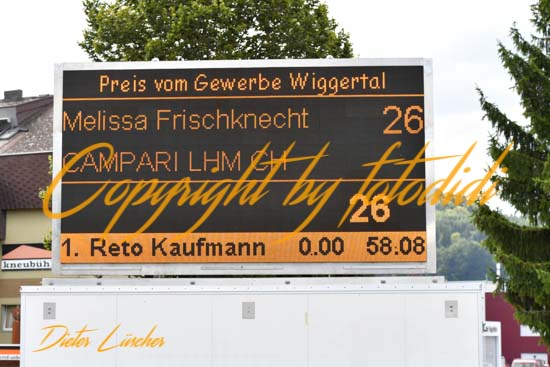 Preis vom Gewerbe Wiggertal
Melissa Frischknecht 26
CAMPARI LHM CH
Copyright by fotodidi
26
1. Reto Kaufmann 0.00 58:08
kneubüh
Dieter Lüscher